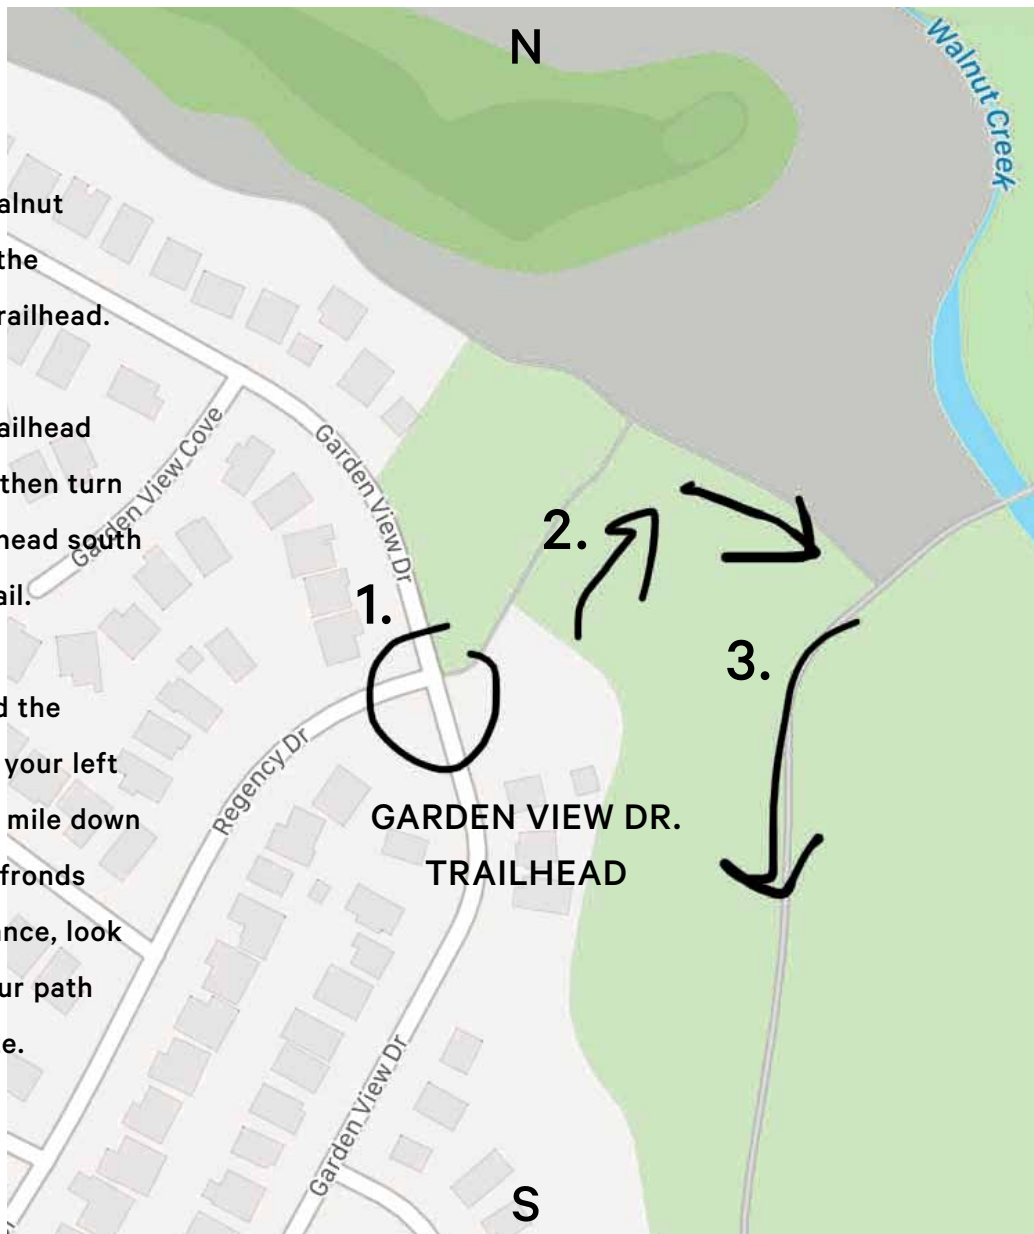 N
Walnut Creek
alnut
the
railhead.
ailhead
then turn
head south
ail.
d the
your left
mile down
fronds
nce, look
ur path
e.
Garden View Cove
Garden View Dr
1.
2.
3.
Regency Dr
GARDEN VIEW DR.
TRAILHEAD
Garden View Dr
S